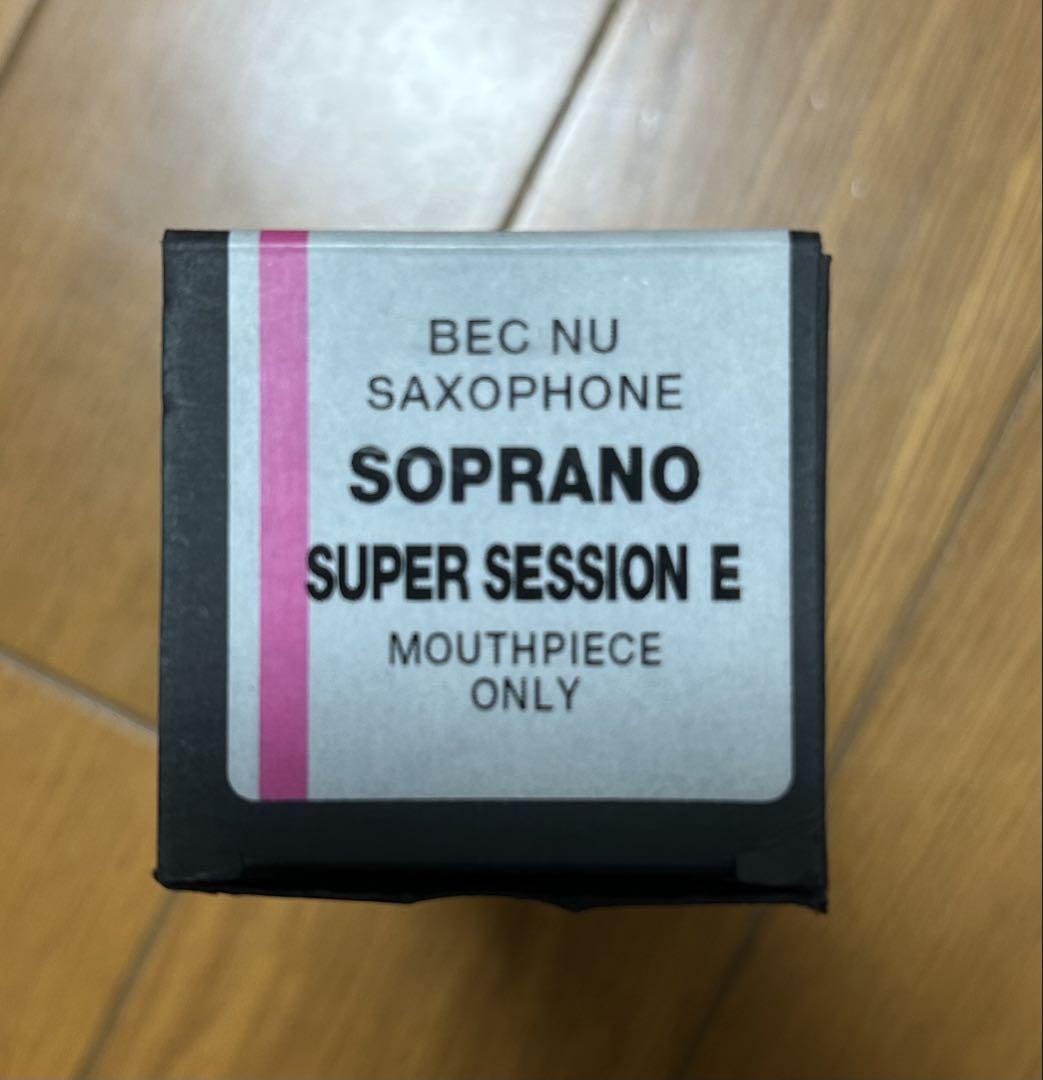 BEC NU
SAXOPHONE
SOPRANO
SUPER SESSION E
MOUTHPIECE
ONLY